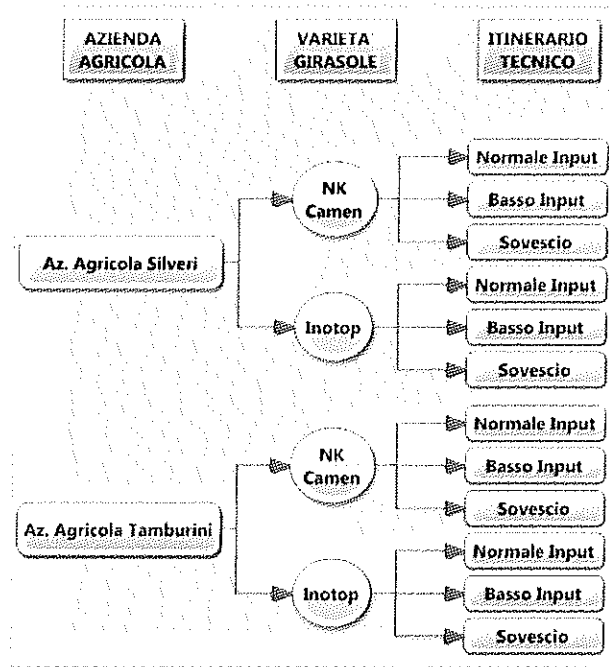 AZIENDA
AGRICOLA
VARIETA'
GIRASOLE
ITINERARIO
TECNICO
Az. Agricola Silveri
NK
Camen
Normale Input
Basso Input
Sovescio
Inotop
Normale Input
Basso Input
Sovescio
Az. Agricola Tamburini
NK
Camen
Normale Input
Basso Input
Sovescio
Inotop
Normale Input
Basso Input
Sovescio